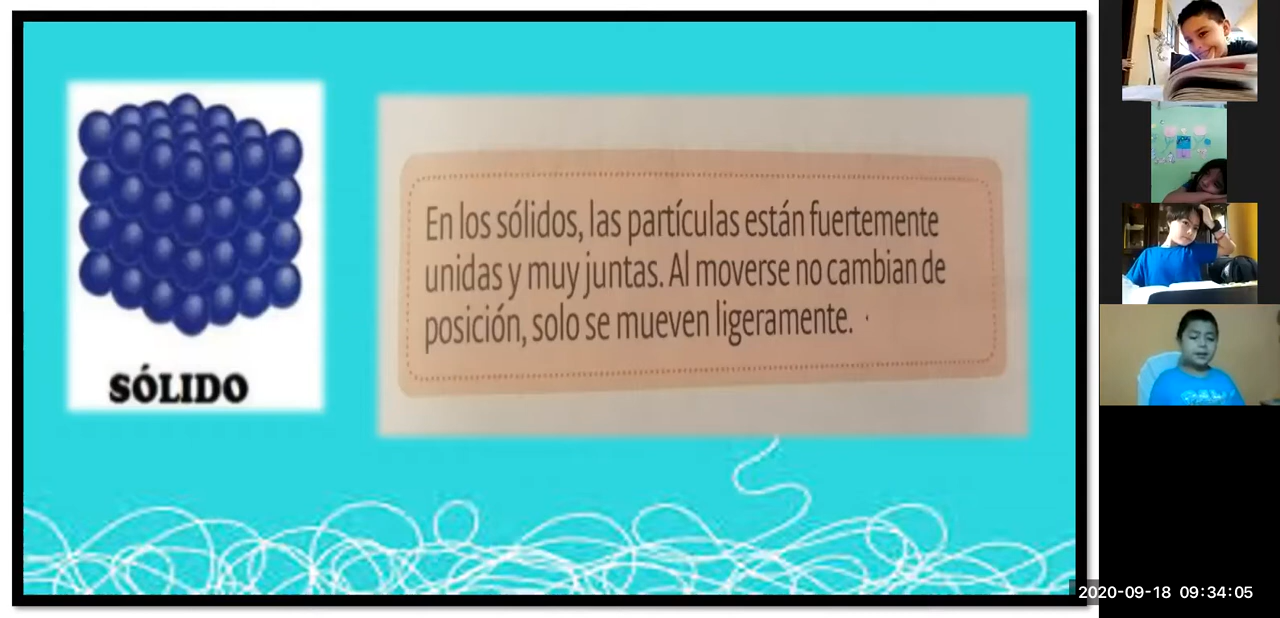 SÓLIDO
En los sólidos, las partículas están fuertemente
unidas y muy juntas. Al moverse no cambian de
posición, solo se mueven ligeramente.
2020-09-18 09:34:05